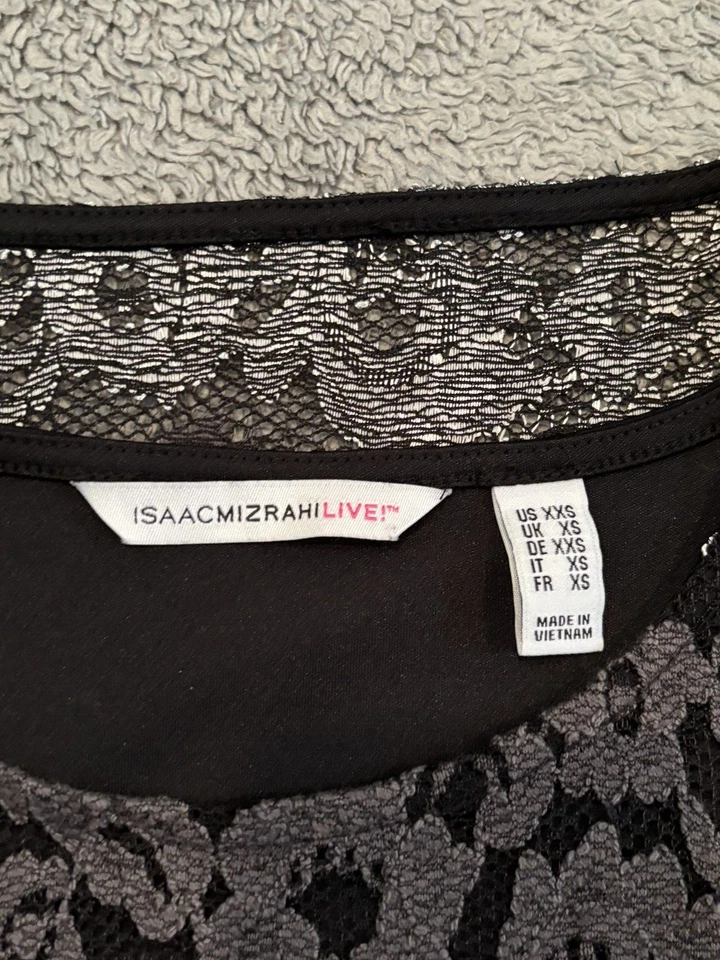 ISAACMIZRAHILIVE!™
US XXS
UK XS
DE XXS
IT XS
FR XS
MADE IN
VIETNAM